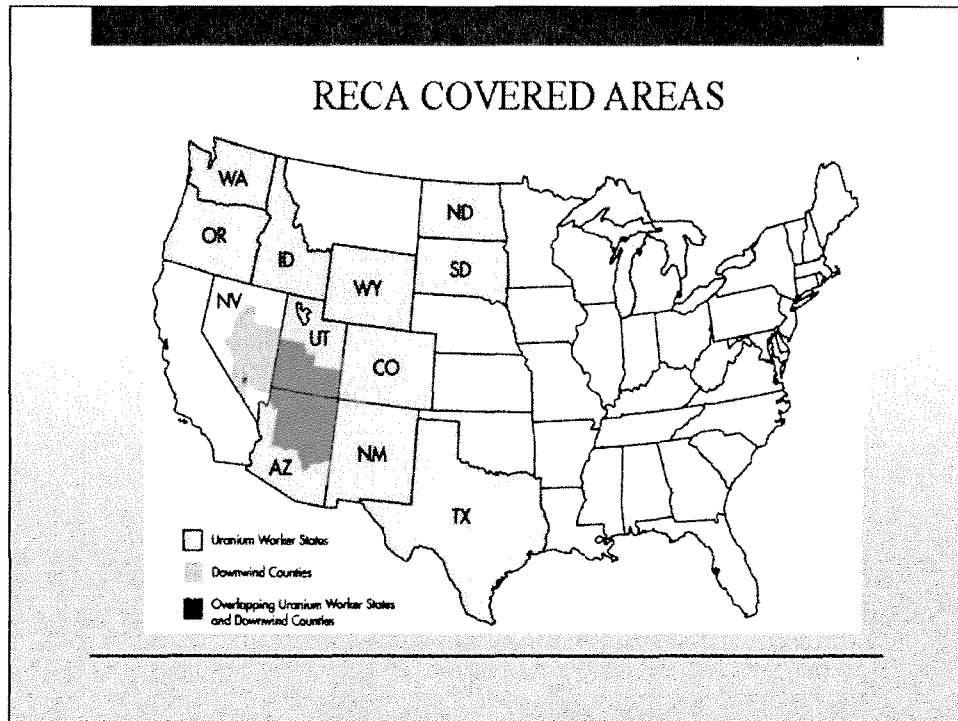 RECA COVERED AREAS
WA
ND
OR
ID
SD
WY
NV
UT
CO
AZ
NM
TX
Uranium Worker States
Downwind Counties
Overlapping Uranium Worker States
and Downwind Counties